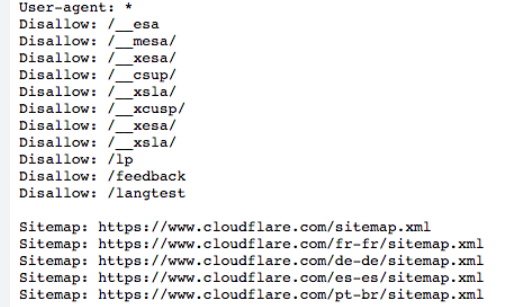 User-agent: *
Disallow: /__esa
Disallow: /__mesa/
Disallow: /__xesa/
Disallow: /__csup/
Disallow: /__xsla/
Disallow: /__xcusp/
Disallow: /__xesa/
Disallow: /__xsla/
Disallow: /lp
Disallow: /feedback
Disallow: /langtest
Sitemap: https://www.cloudflare.com/sitemap.xml
Sitemap: https://www.cloudflare.com/fr-fr/sitemap.xml
Sitemap: https://www.cloudflare.com/de-de/sitemap.xml
Sitemap: https://www.cloudflare.com/es-es/sitemap.xml
Sitemap: https://www.cloudflare.com/pt-br/sitemap.xml